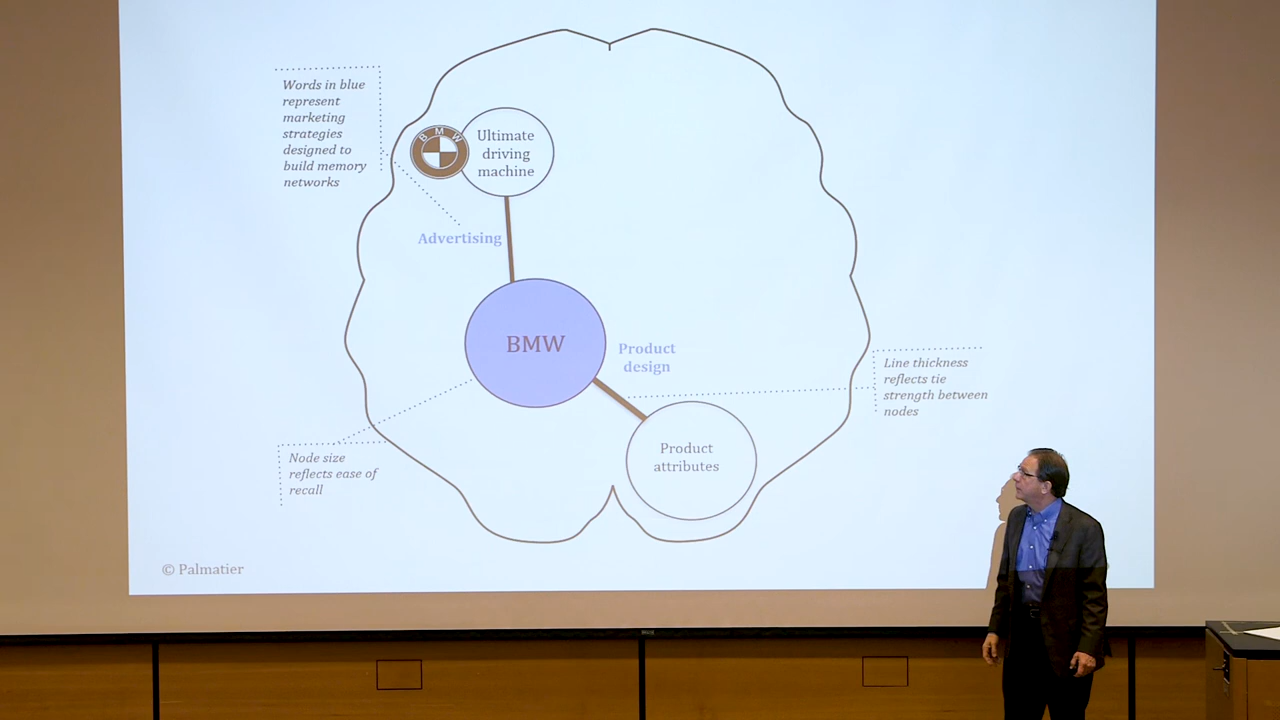 Words in blue
represent
marketing
strategies
designed to
build memory
networks
BMW
Ultimate
driving
machine
Advertising
BMW
Product
design
Line thickness
reflects tie
strength between
nodes
Product
attributes
Node size
reflects ease of
recall
© Palmatier